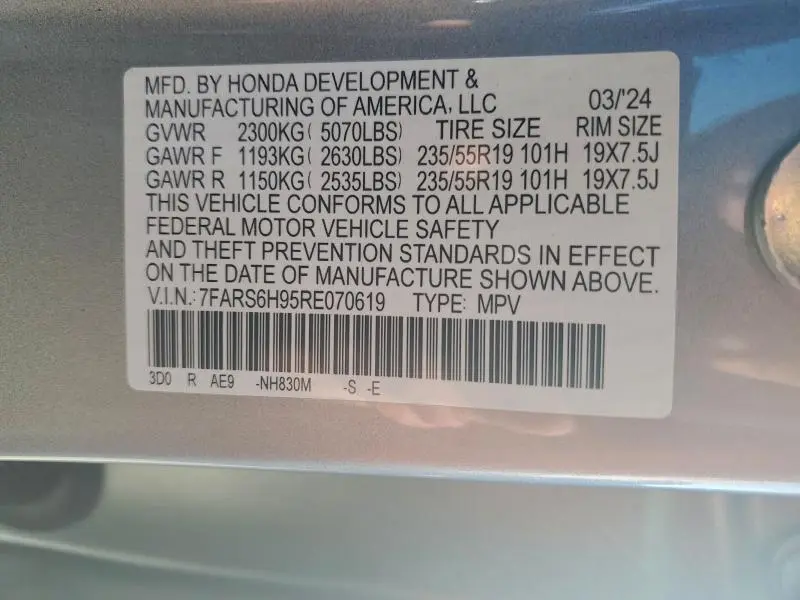 MFD. BY HONDA DEVELOPMENT &
MANUFACTURING OF AMERICA, LLC 03/'24
GVWR 2300KG( 5070LBS) TIRE SIZE RIM SIZE
GAWR F 1193KG( 2630LBS) 235/55R19 101H 19X7.5J
GAWR R 1150KG( 2535LBS) 235/55R19 101H 19X7.5J
THIS VEHICLE CONFORMS TO ALL APPLICABLE
FEDERAL MOTOR VEHICLE SAFETY
AND THEFT PREVENTION STANDARDS IN EFFECT
ON THE DATE OF MANUFACTURE SHOWN ABOVE.
V.I.N.: 7FARS6H95RE070619 TYPE: MPV
3D0 R AE9 -NH830M -S -E